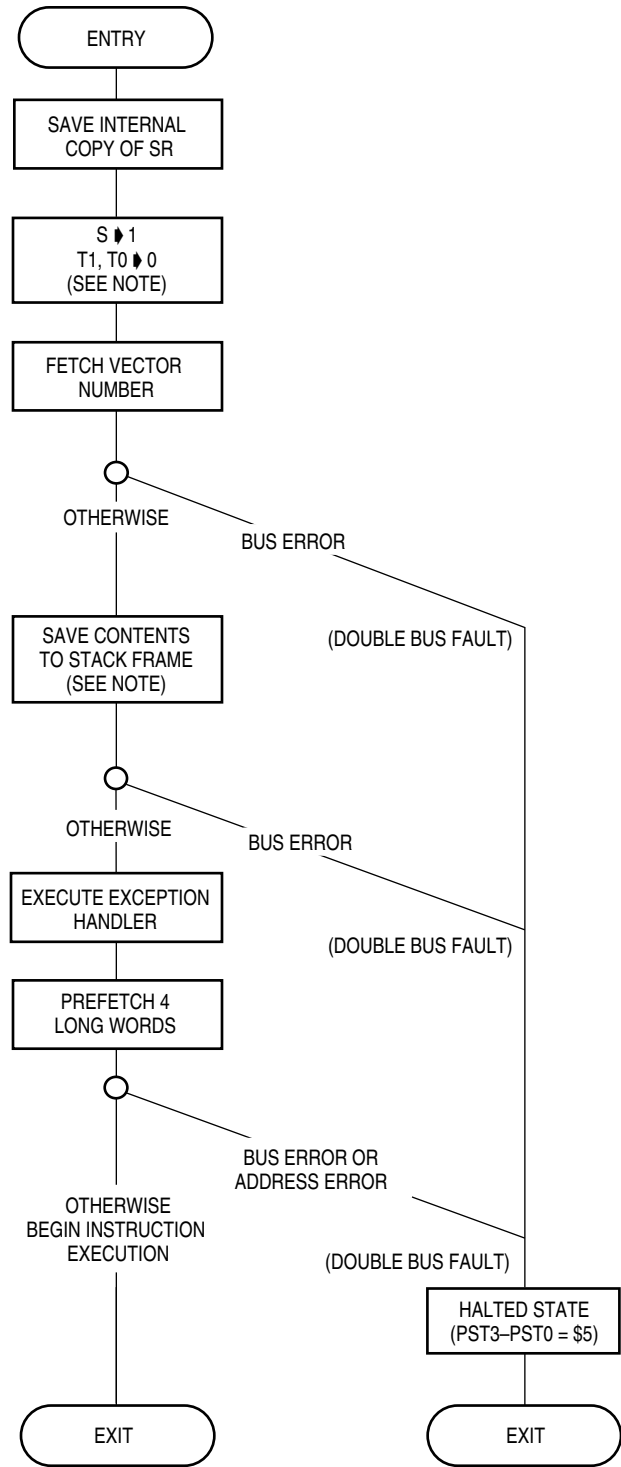 ENTRY
SAVE INTERNAL
COPY OF SR
S ➧ 1
T1, T0 ➧ 0
(SEE NOTE)
FETCH VECTOR
NUMBER
OTHERWISE
BUS ERROR
(DOUBLE BUS FAULT)
SAVE CONTENTS
TO STACK FRAME
(SEE NOTE)
OTHERWISE
BUS ERROR
EXECUTE EXCEPTION
HANDLER
(DOUBLE BUS FAULT)
PREFETCH 4
LONG WORDS
BUS ERROR OR
ADDRESS ERROR
OTHERWISE
BEGIN INSTRUCTION
EXECUTION
(DOUBLE BUS FAULT)
HALTED STATE
(PST3–PST0 = $5)
EXIT
EXIT